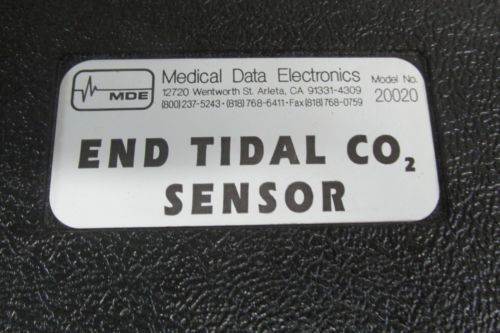 MDE
Medical Data Electronics
12720 Wentworth St. Arleta, CA 91331-4309
(800)237-5243 • (818)768-6411 • Fax (818)768-0759
Model No.
20020
END TIDAL CO₂
SENSOR